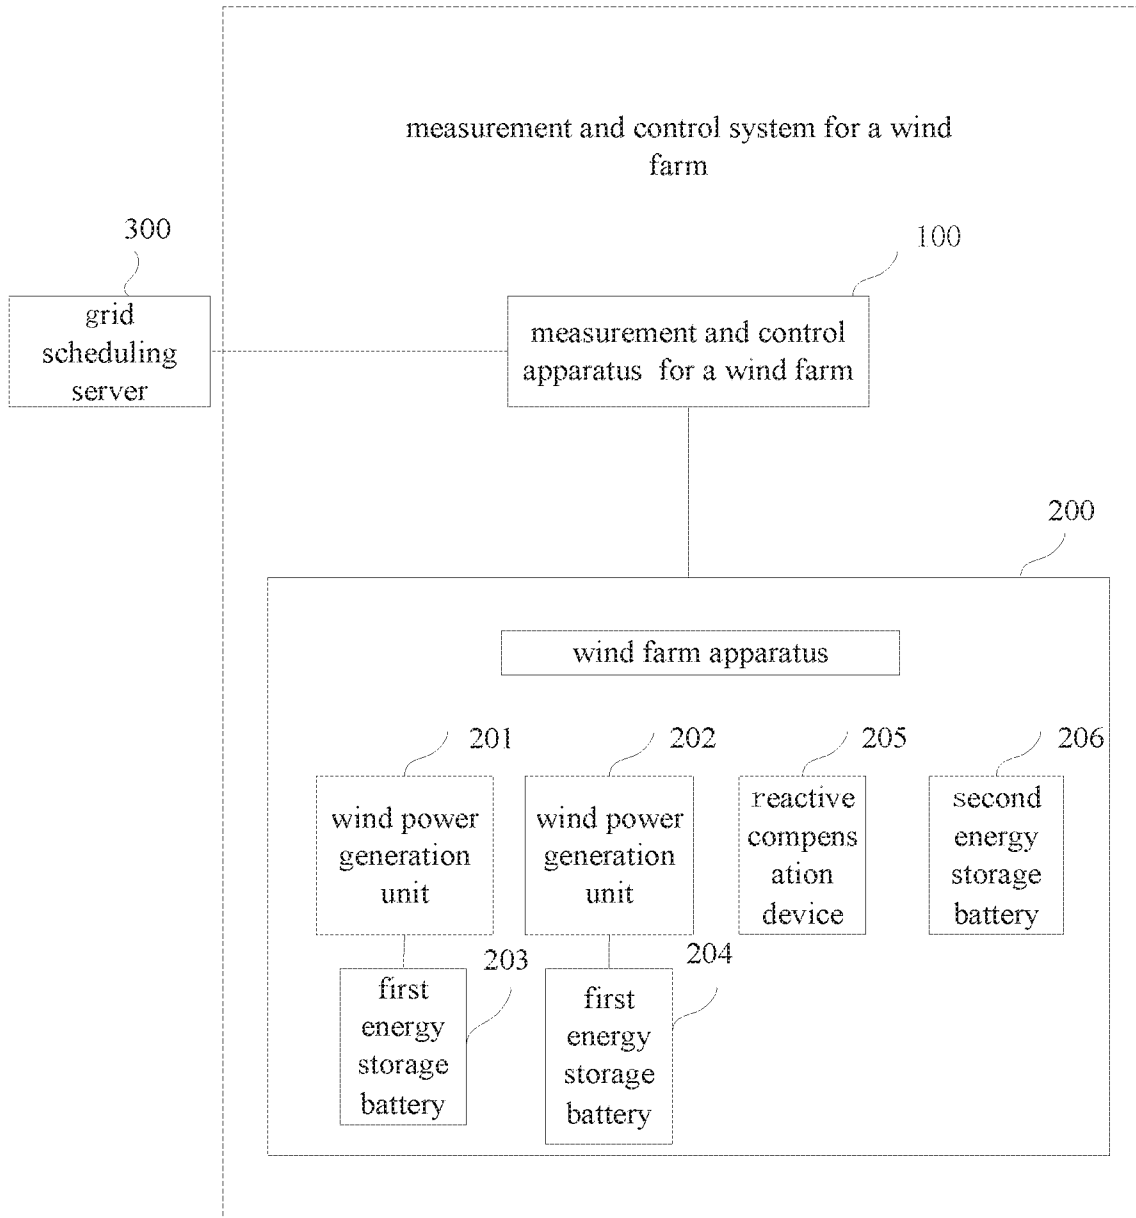 measurement and control system for a wind
farm
300
100
grid
scheduling
server
measurement and control
apparatus for a wind farm
200
wind farm apparatus
201
202
205
206
wind power
generation
unit
wind power
generation
unit
reactive
compens
ation
device
second
energy
storage
battery
203
204
first
energy
storage
battery
first
energy
storage
battery